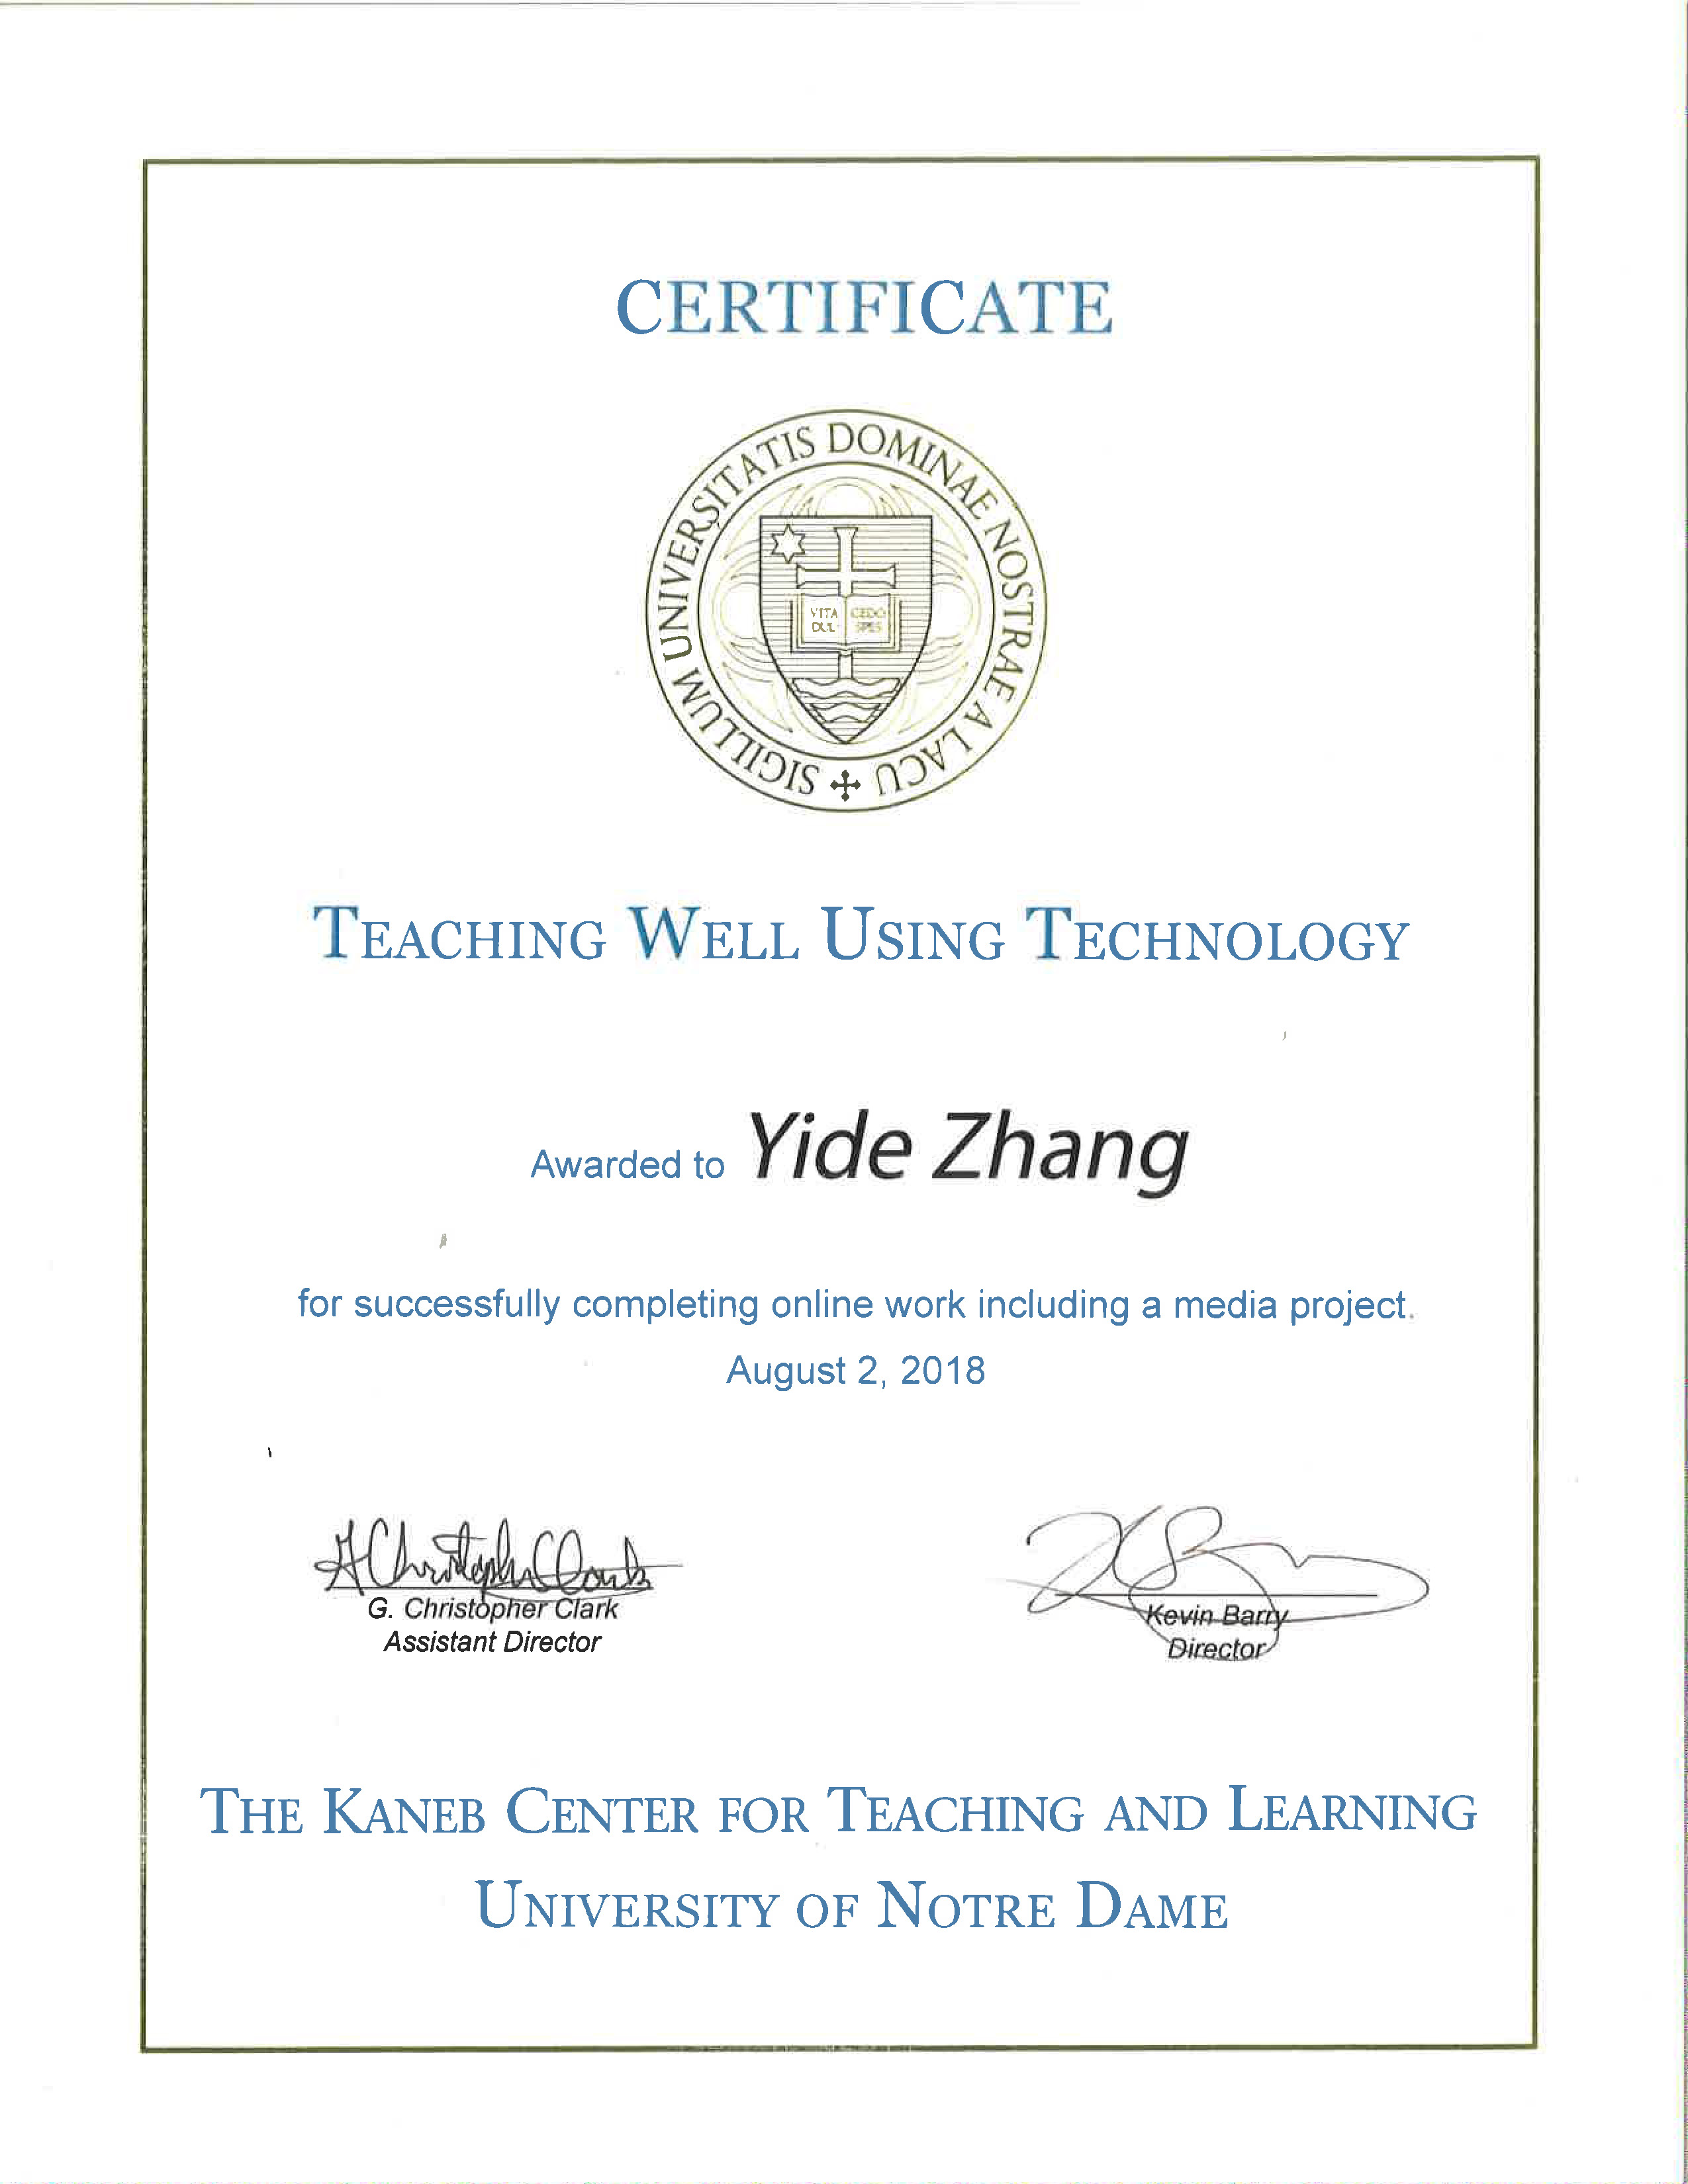 CERTIFICATE
SIGILLUM UNIVERSITATIS DOMINAE NOSTRAE A LACU
VITA CEDO
DUL SPES
TEACHING WELL USING TECHNOLOGY
Awarded to Yide Zhang
for successfully completing online work including a media project.
August 2, 2018
G. Christopher Clark
Kevin Barry
Assistant Director
Director
THE KANEB CENTER FOR TEACHING AND LEARNING
UNIVERSITY OF NOTRE DAME